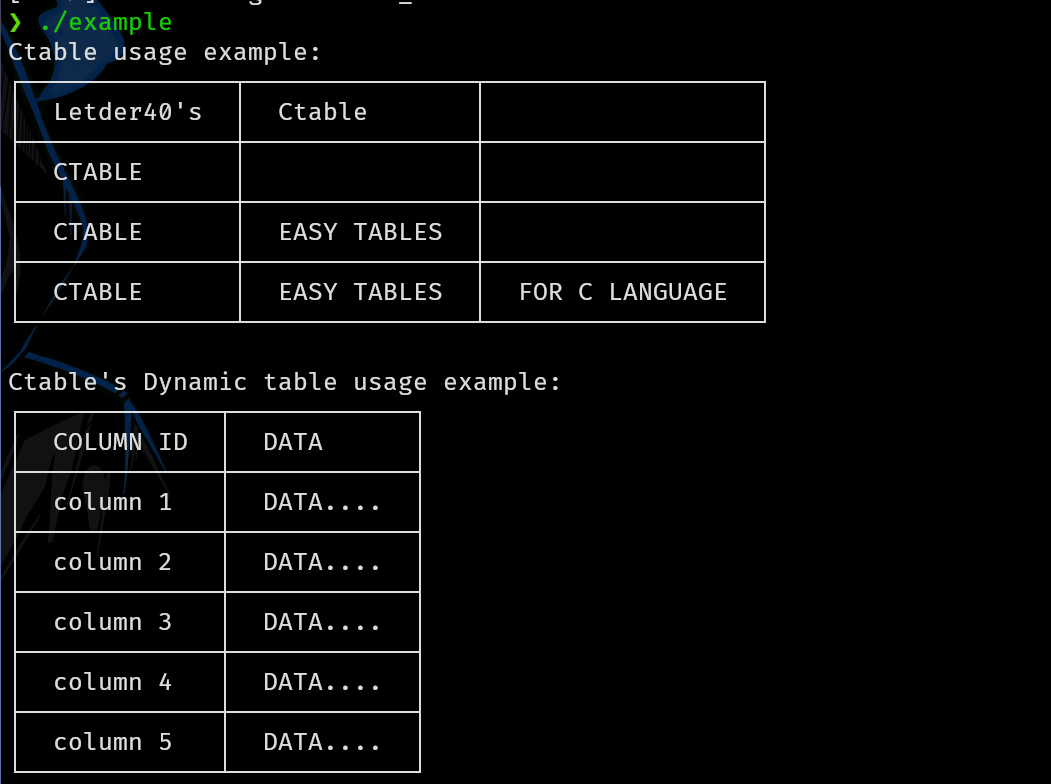 ❯ ./example
Ctable usage example:
Letder40's Ctable
CTABLE
CTABLE EASY TABLES
CTABLE EASY TABLES FOR C LANGUAGE
Ctable's Dynamic table usage example:
COLUMN ID DATA
column 1 DATA....
column 2 DATA....
column 3 DATA....
column 4 DATA....
column 5 DATA....